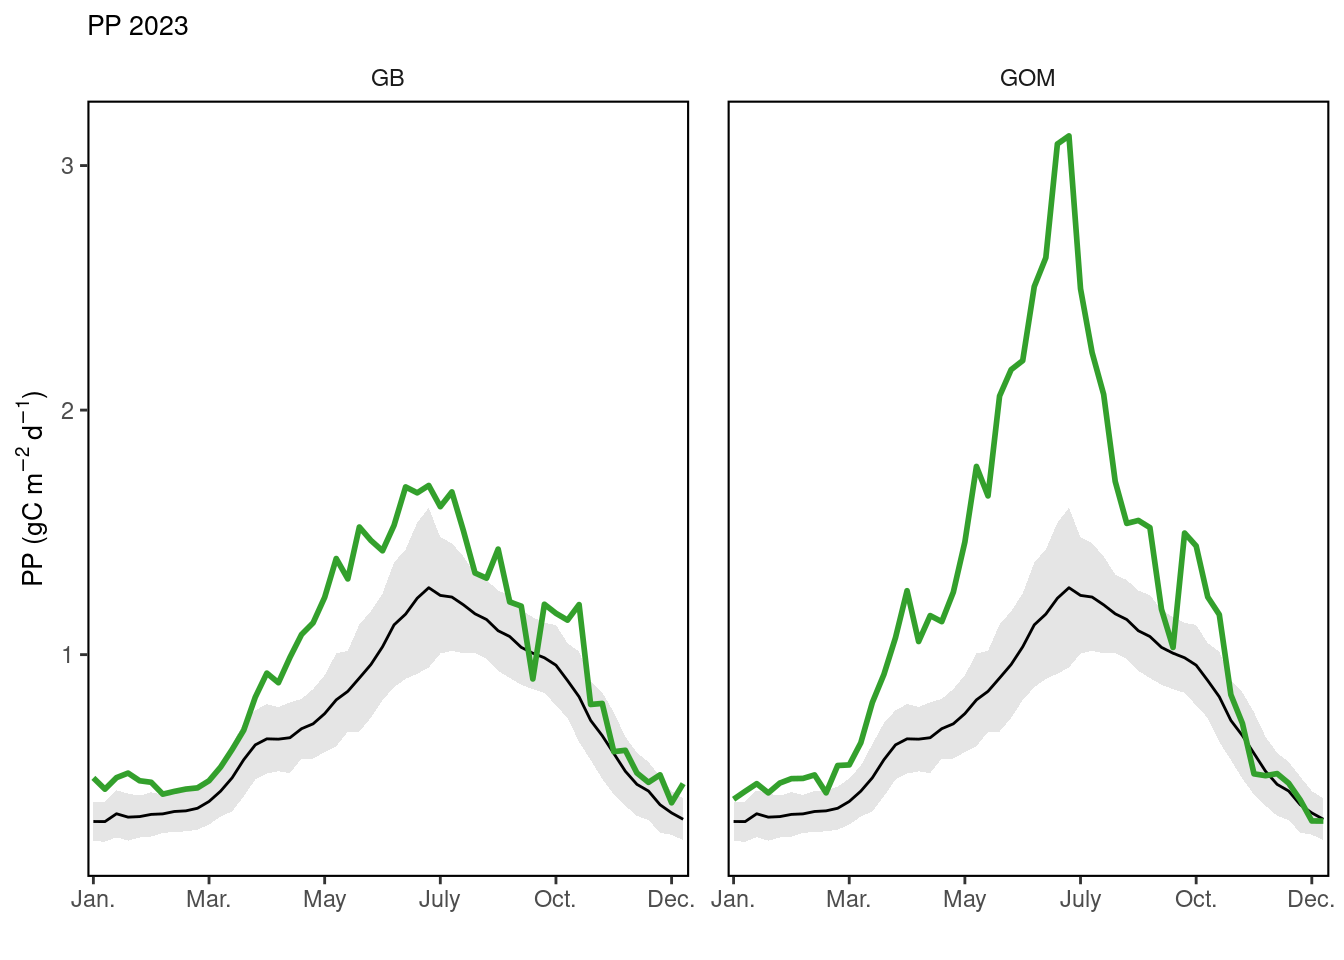 PP 2023
GB
GOM
3
2
1
PP (gC m⁻² d⁻¹)
Jan.
Mar.
May
July
Oct.
Dec.
Jan.
Mar.
May
July
Oct.
Dec.